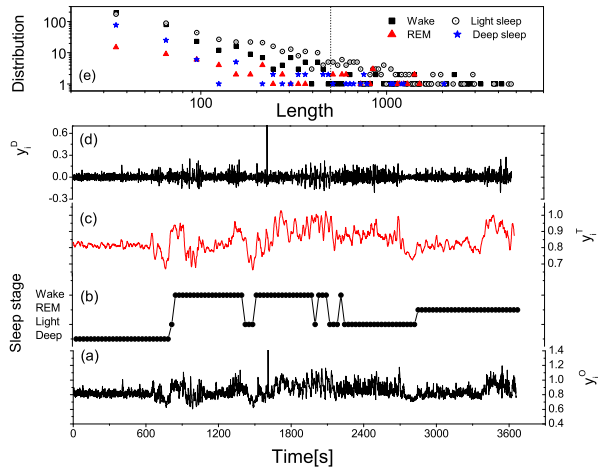 Distribution
100
10
1
Wake
Light sleep
REM
Deep sleep
(e)
100
1000
Length
y_i^D
0.6
0.3
0.0
-0.3
(d)
(c)
1.0
0.9
0.8
0.7
y_i^T
Sleep stage
Wake
REM
Light
Deep
(b)
(a)
1.4
1.2
1.0
0.8
0.6
0.4
y_i^O
0 600 1200 1800 2400 3000 3600
Time[s]